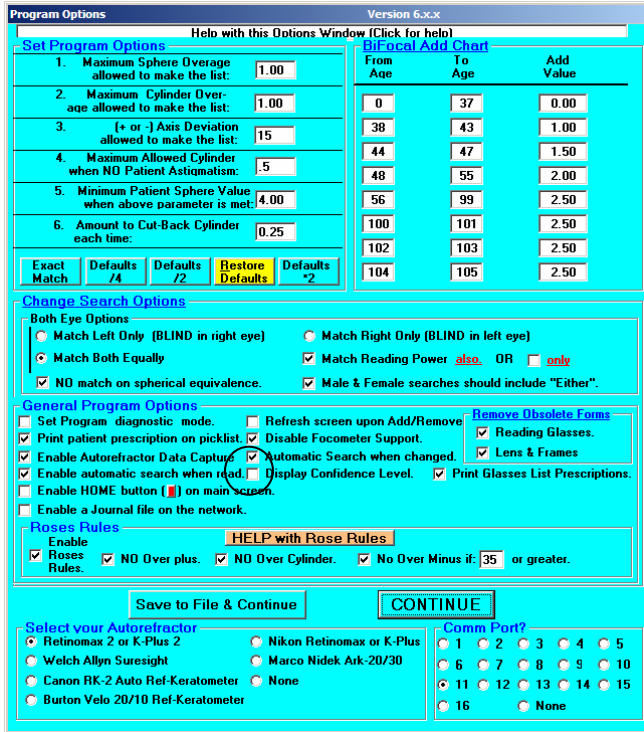 Program Options Version 6.x.x
Help with this Options Window (Click for help)
Set Program Options
1. Maximum Sphere Overage
allowed to make the list: 1.00
2. Maximum Cylinder Over-
age allowed to make the list: 1.00
3. (+ or -) Axis Deviation
allowed to make the list: 15
4. Maximum Allowed Cylinder
when NO Patient Astigmatism: .5
5. Minimum Patient Sphere Value
when above parameter is met: 4.00
6. Amount to Cut-Back Cylinder
each time: 0.25
Exact Match Defaults /4 Defaults /2 Restore Defaults Defaults *2
BiFocal Add Chart
From Age To Age Add Value
0 37 0.00
38 43 1.00
44 47 1.50
48 55 2.00
56 99 2.50
100 101 2.50
102 103 2.50
104 105 2.50
Change Search Options
Both Eye Options
Match Left Only (BLIND in right eye) Match Right Only (BLIND in left eye)
Match Both Equally Match Reading Power also. OR only
NO match on spherical equivalence. Male & Female searches should include "Either".
General Program Options
Set Program diagnostic mode. Refresh screen upon Add/Remove
Print patient prescription on picklist. Disable Focometer Support.
Enable Autorefractor Data Capture Automatic Search when changed.
Enable automatic search when read. Display Confidence Level. Print Glasses List Prescriptions.
Enable HOME button ( ) on main screen.
Enable a Journal file on the network.
Remove Obsolete Forms
Reading Glasses.
Lens & Frames
Roses Rules
HELP with Rose Rules
Enable Roses Rules. NO Over plus. NO Over Cylinder. No Over Minus if: 35 or greater.
Save to File & Continue CONTINUE
Select your Autorefractor
Retinomax 2 or K-Plus 2 Nikon Retinomax or K-Plus
Welch Allyn Suresight Marco Nidek Ark-20/30
Canon RK-2 Auto Ref-Keratometer None
Burton Velo 20/10 Ref-Keratometer
Comm Port?
1 2 3 4 5
6 7 8 9 10
11 12 13 14 15
16 None